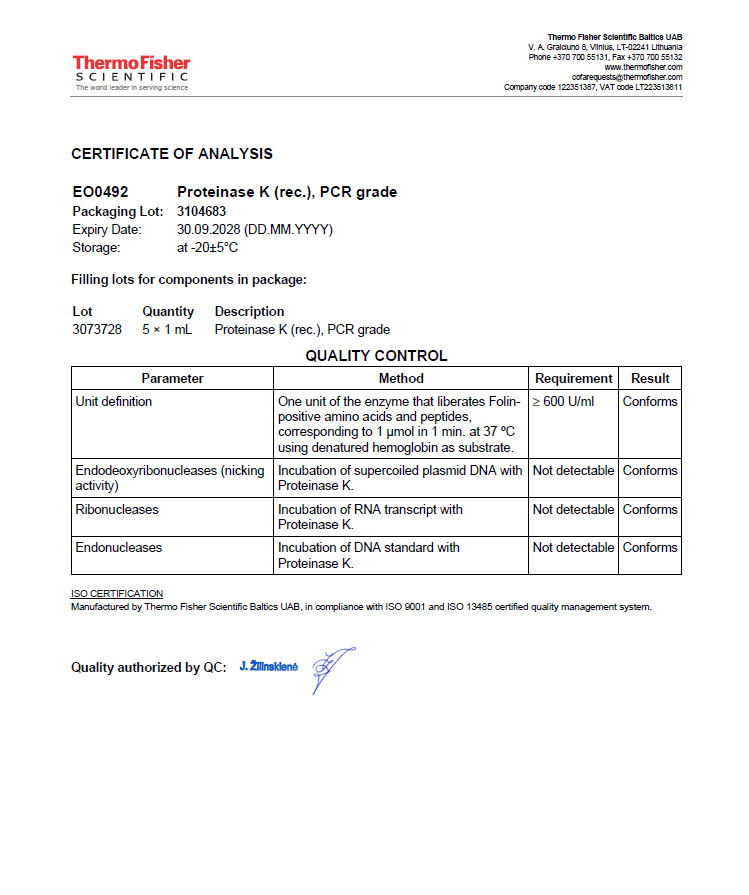 Thermo Fisher Scientific Baltics UAB
V. A. Graiciuno 8, Vilnius, LT-02241 Lithuania
Phone +370 700 55131, Fax +370 700 55132
www.thermofisher.com
cofarequests@thermofisher.com
Company code 122351387, VAT code LT223513811
ThermoFisher
SCIENTIFIC
The world leader in serving science
CERTIFICATE OF ANALYSIS
EO0492 Proteinase K (rec.), PCR grade
Packaging Lot: 3104683
Expiry Date: 30.09.2028 (DD.MM.YYYY)
Storage: at -20±5°C
Filling lots for components in package:
Lot Quantity Description
3073728 5 × 1 mL Proteinase K (rec.), PCR grade
QUALITY CONTROL
Parameter Method Requirement Result
Unit definition One unit of the enzyme that liberates Folin- ≥ 600 U/ml Conforms
positive amino acids and peptides,
corresponding to 1 µmol in 1 min. at 37 ºC
using denatured hemoglobin as substrate.
Endodeoxyribonucleases (nicking Incubation of supercoiled plasmid DNA with Not detectable Conforms
activity) Proteinase K.
Ribonucleases Incubation of RNA transcript with Not detectable Conforms
Proteinase K.
Endonucleases Incubation of DNA standard with Not detectable Conforms
Proteinase K.
ISO CERTIFICATION
Manufactured by Thermo Fisher Scientific Baltics UAB, in compliance with ISO 9001 and ISO 13485 certified quality management system.
Quality authorized by QC: J. Žilinskienė